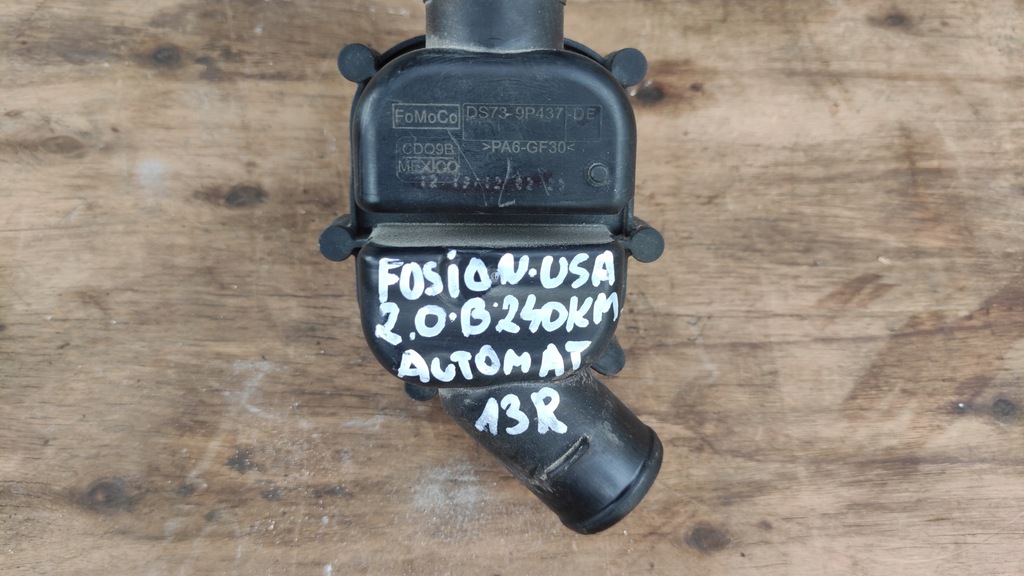 FoMoCo DS73-9P437-DE
CDO9B >PA6-GF30<
MEXICO
FOSION.USA
2.0.B.240KM
AUTOMAT
13R